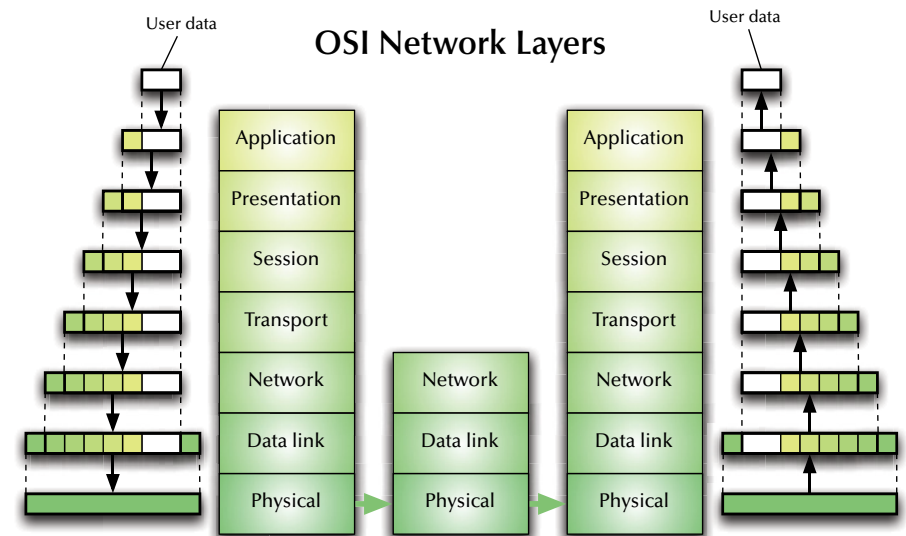 User data
User data
OSI Network Layers
Application
Presentation
Session
Transport
Network
Data link
Physical
Network
Data link
Physical
Application
Presentation
Session
Transport
Network
Data link
Physical